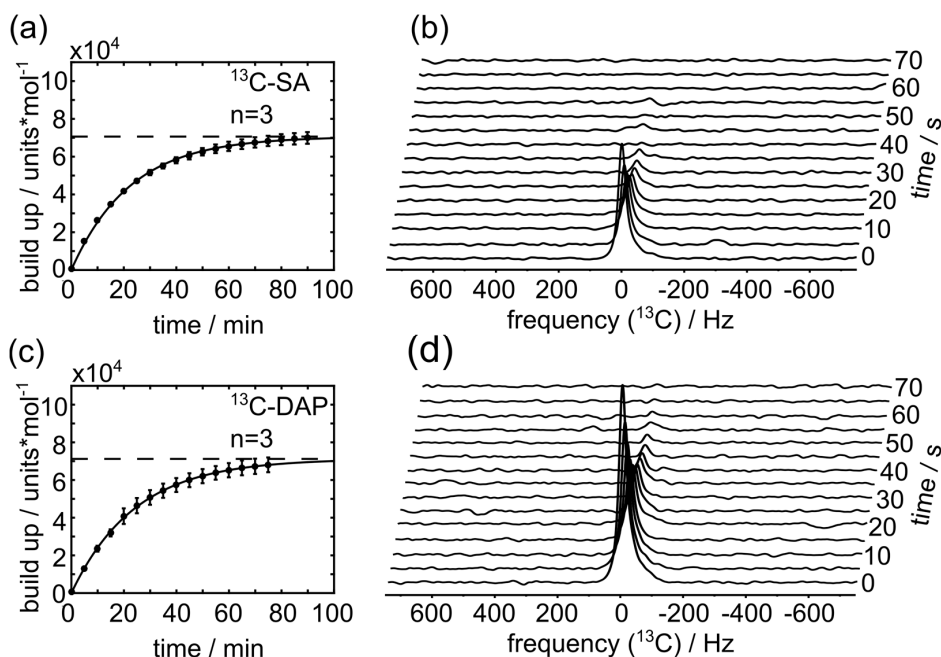 (a)
x10⁴
¹³C-SA
n=3
10
8
6
4
2
0
0 20 40 60 80 100
build up / units*mol⁻¹
time / min
(b)
70
60
50
40
30
20
10
0
time / s
600 400 200 0 -200 -400 -600
frequency (¹³C) / Hz
(c)
x10⁴
¹³C-DAP
n=3
10
8
6
4
2
0
0 20 40 60 80 100
build up / units*mol⁻¹
time / min
(d)
70
60
50
40
30
20
10
0
time / s
600 400 200 0 -200 -400 -600
frequency (¹³C) / Hz